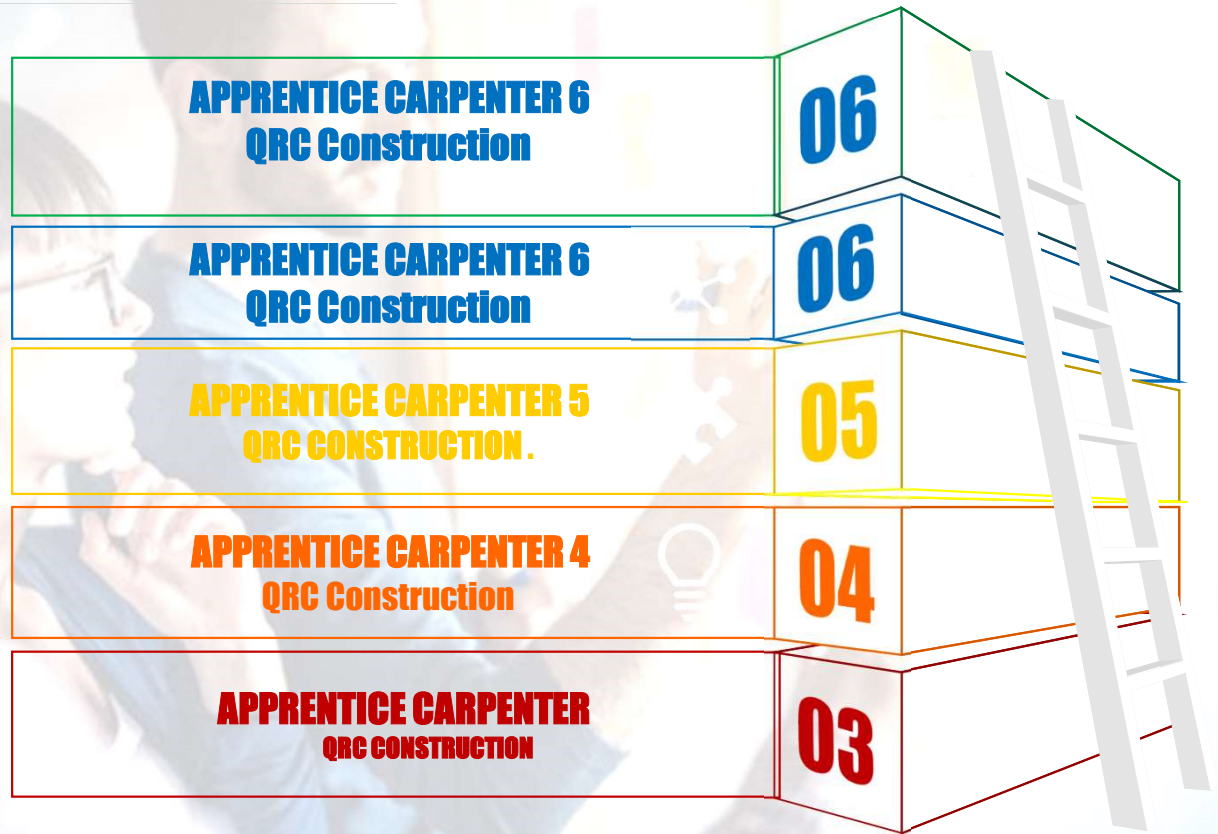 APPRENTICE CARPENTER 6
QRC Construction
06
APPRENTICE CARPENTER 6
QRC Construction
06
APPRENTICE CARPENTER 5
QRC CONSTRUCTION .
05
APPRENTICE CARPENTER 4
QRC Construction
04
APPRENTICE CARPENTER
QRC CONSTRUCTION
03